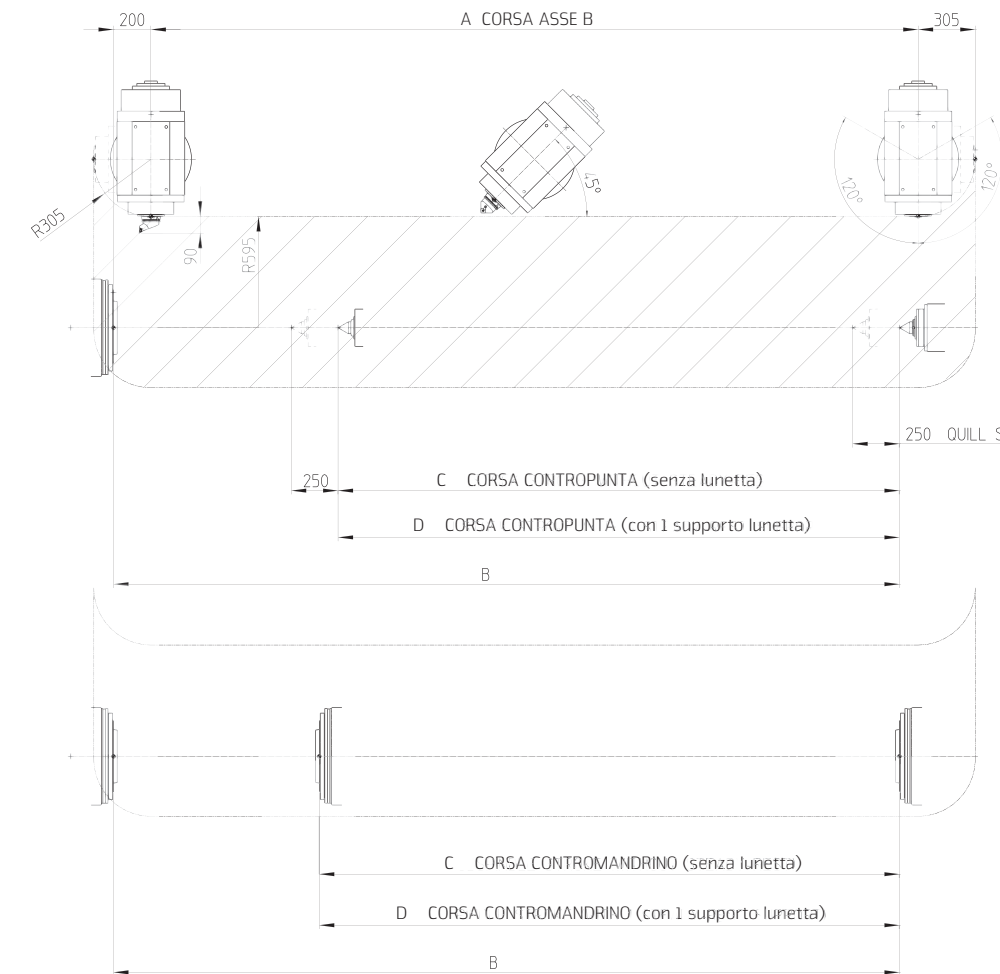 200
A CORSA ASSE B
305
45°
120°
120°
R305
90
R595
250 QUILL S
250
C CORSA CONTROPUNTA (senza lunetta)
D CORSA CONTROPUNTA (con 1 supporto lunetta)
B
C CORSA CONTROMANDRINO (senza lunetta)
D CORSA CONTROMANDRINO (con 1 supporto lunetta)
B